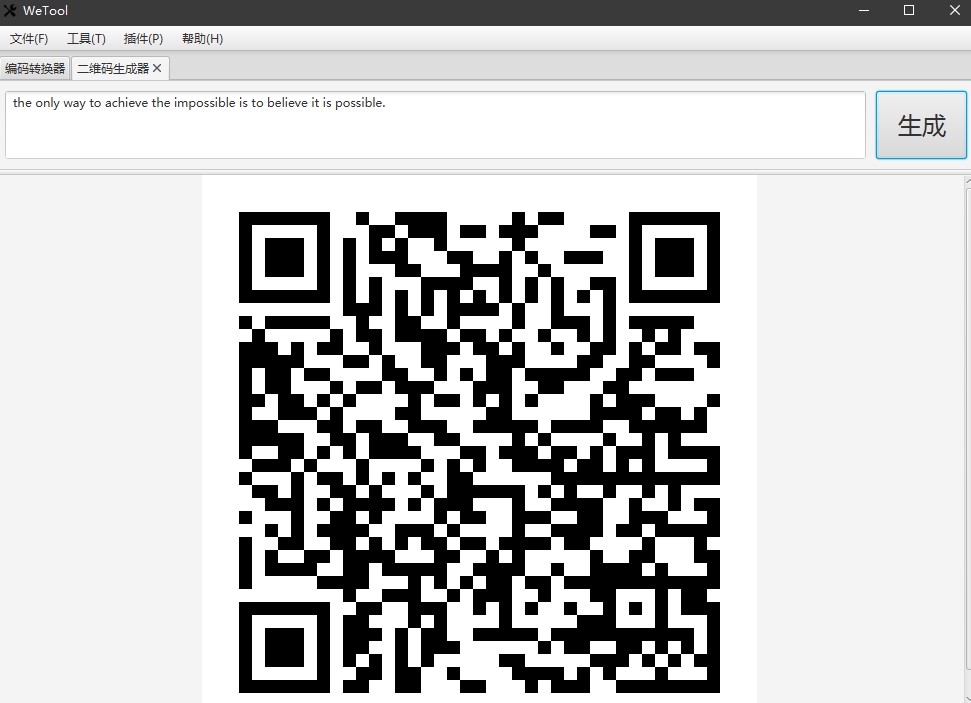 WeTool
文件(F) 工具(T) 插件(P) 帮助(H)
编码转换器 二维码生成器
the only way to achieve the impossible is to believe it is possible.
生成